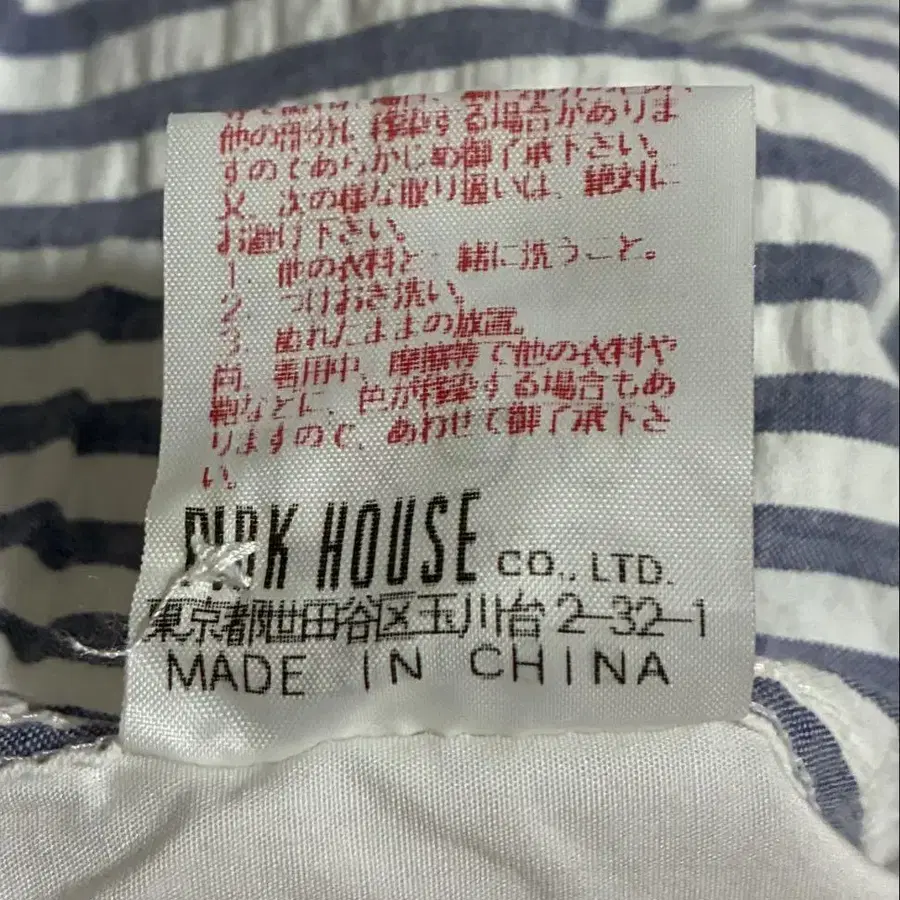 他の部分に移染する場合がありま
すのであらかじめ御了承下さい。
又、次の様な取り扱いは、絶対に
お避け下さい。
1、他の衣料と一緒に洗うこと。
2、つけおき洗い。
3、ぬれたままの放置。
尚、着用中、摩擦等で他の衣料や
鞄などに、色が移染する場合もあ
りますので、あわせて御了承下さ
い。
PINK HOUSE CO., LTD.
東京都世田谷区玉川台2-32-1
MADE IN CHINA